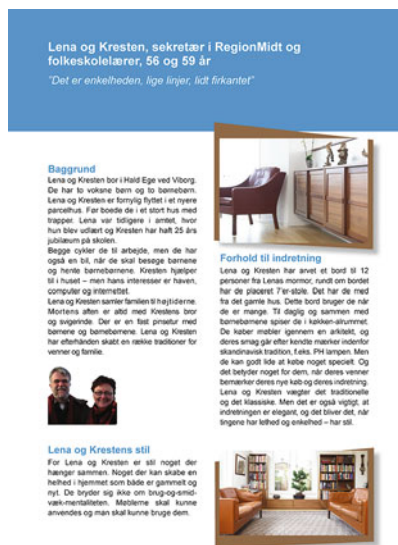 Lena og Kresten, sekretær i RegionMidt og
folkeskolelærer, 56 og 59 år
"Det er enkelheden, lige linjer, lidt firkantet"
Baggrund
Lena og Kresten bor i Hald Ege ved Viborg.
De har to voksne børn og to børnebørn.
Lena og Kresten er fornylig flyttet i et nyere
parcelhus. Før boede de i et stort hus med
trapper. Lena var tidligere i amtet, hvor
hun blev udlært og Kresten har haft 25 års
jubilæum på skolen.
Begge cykler de til arbejde, men de har
også en bil, når de skal besøge børnene
og hente børnebørnene. Kresten hjælper
til i huset – men hans interesser er haven,
computer og internettet.
Lena og Kresten samler familien til højtiderne.
Mortens aften er altid med Krestens bror
og svigerinde. Der er en fast pinsetur med
børnene og børnebørnene. Lena og Kresten
har efterhånden skabt en række traditioner for
venner og familie.
Lena og Krestens stil
For Lena og Kresten er stil noget der
hænger sammen. Noget der kan skabe en
helhed i hjemmet som både er gammelt og
nyt. De bryder sig ikke om brug-og-smid-
væk-mentaliteten. Møblerne skal kunne
anvendes og man skal kunne bruge dem.
Forhold til indretning
Lena og Kresten har arvet et bord til 12
personer fra Lenas mormor, rundt om bordet
har de placeret 7'er-stole. Det har de med
fra det gamle hus. Dette bord bruger de når
de er mange. Til daglig og sammen med
børnebørnene spiser de i køkken-alrummet.
De køber møbler igennem en arkitekt, og
deres smag går efter kendte mærker indenfor
skandinavisk tradition, f.eks. PH lampen. Men
de kan godt lide at købe noget specielt. Og
det betyder noget for dem, når deres venner
bemærker deres nye køb og deres indretning.
Lena og Kresten vægter det traditionelle
og det klassiske. Men det er også vigtigt, at
indretningen er elegant, og det bliver det, når
tingene har lethed og enkelhed – har stil.